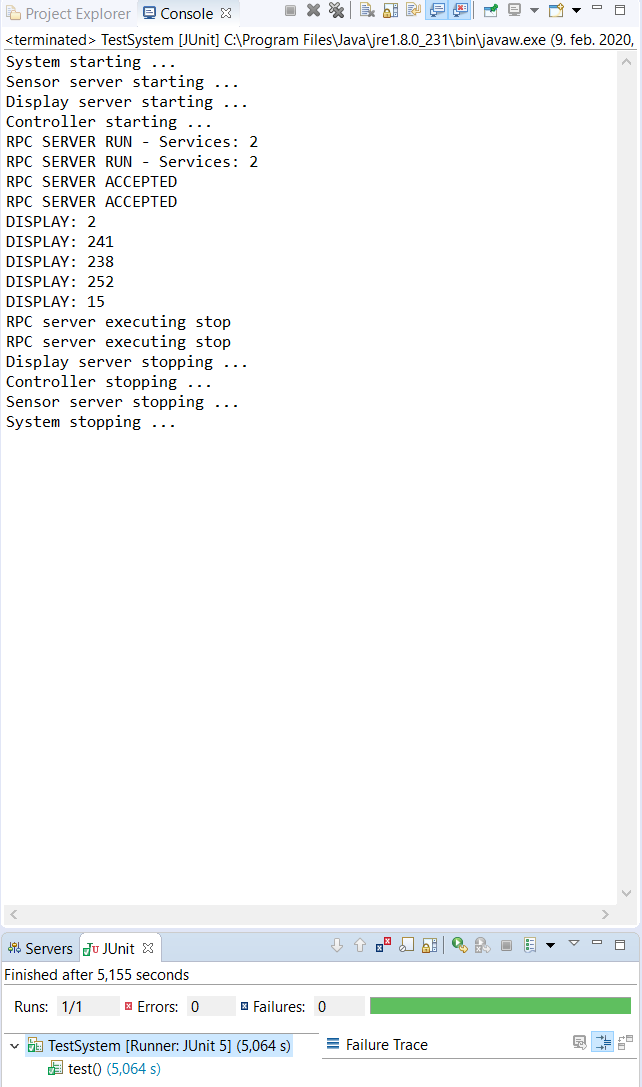 Project Explorer Console
<terminated> TestSystem [JUnit] C:\Program Files\Java\jre1.8.0_231\bin\javaw.exe (9. feb. 2020,
System starting ...
Sensor server starting ...
Display server starting ...
Controller starting ...
RPC SERVER RUN - Services: 2
RPC SERVER RUN - Services: 2
RPC SERVER ACCEPTED
RPC SERVER ACCEPTED
DISPLAY: 2
DISPLAY: 241
DISPLAY: 238
DISPLAY: 252
DISPLAY: 15
RPC server executing stop
RPC server executing stop
Display server stopping ...
Controller stopping ...
Sensor server stopping ...
System stopping ...
Servers JUnit
Finished after 5,155 seconds
Runs: 1/1 Errors: 0 Failures: 0
TestSystem [Runner: JUnit 5] (5,064 s) Failure Trace
test() (5,064 s)